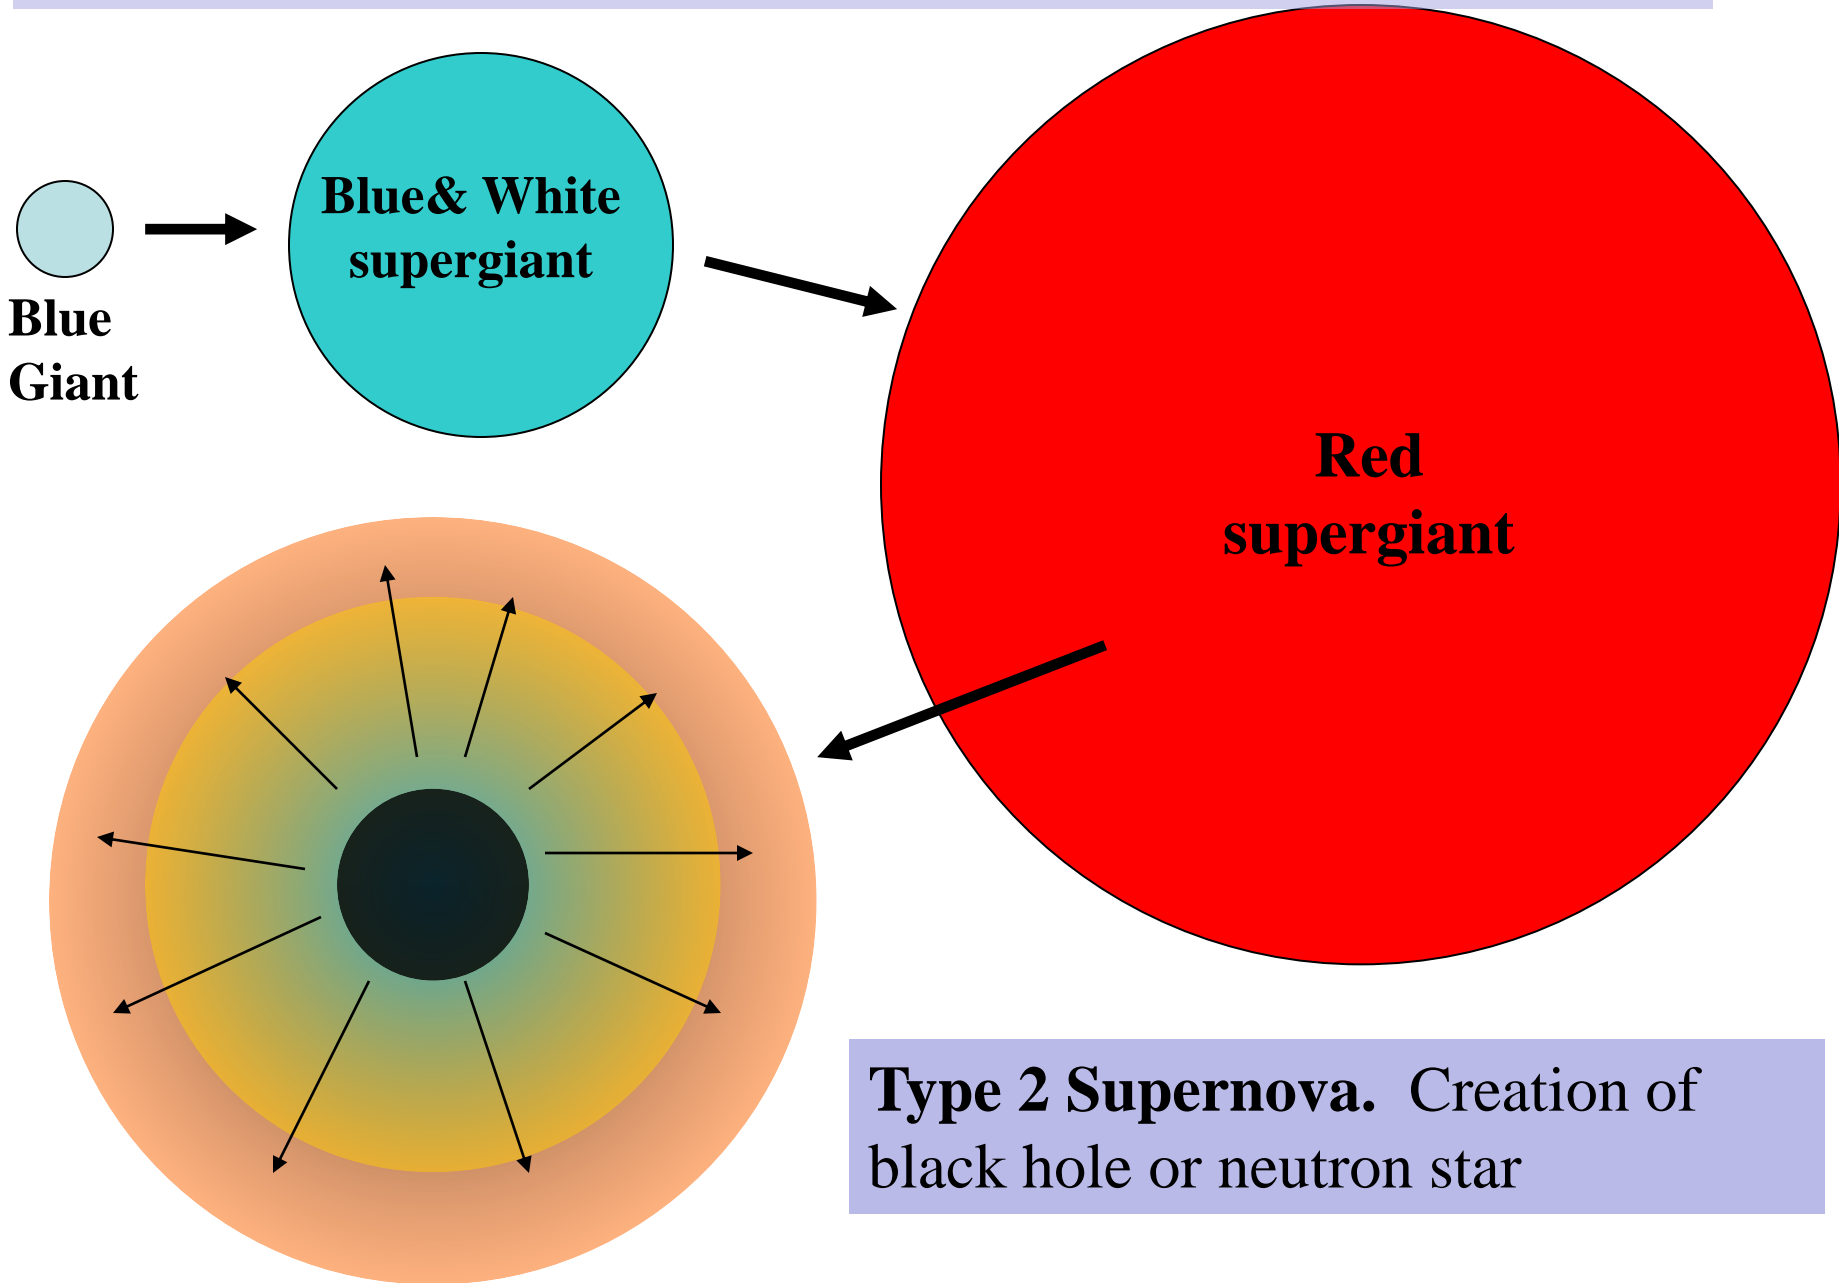 Blue& White
supergiant
Blue
Giant
Red
supergiant
Type 2 Supernova. Creation of
black hole or neutron star